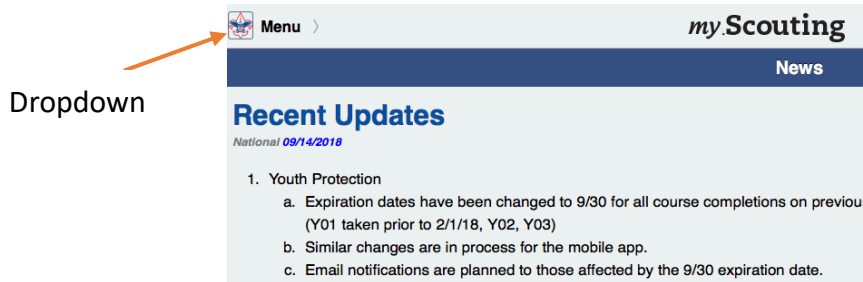 Menu 〉
my.Scouting
News
Dropdown
Recent Updates
National 09/14/2018
1. Youth Protection
a. Expiration dates have been changed to 9/30 for all course completions on previous
(Y01 taken prior to 2/1/18, Y02, Y03)
b. Similar changes are in process for the mobile app.
c. Email notifications are planned to those affected by the 9/30 expiration date.